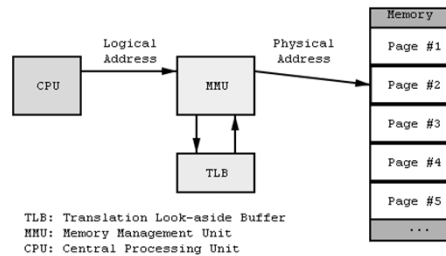 Memory
Logical
Address
Physical
Address
Page #1
CPU
MMU
Page #2
Page #3
TLB
Page #4
Page #5
...
TLB: Translation Look-aside Buffer
MMU: Memory Management Unit
CPU: Central Processing Unit